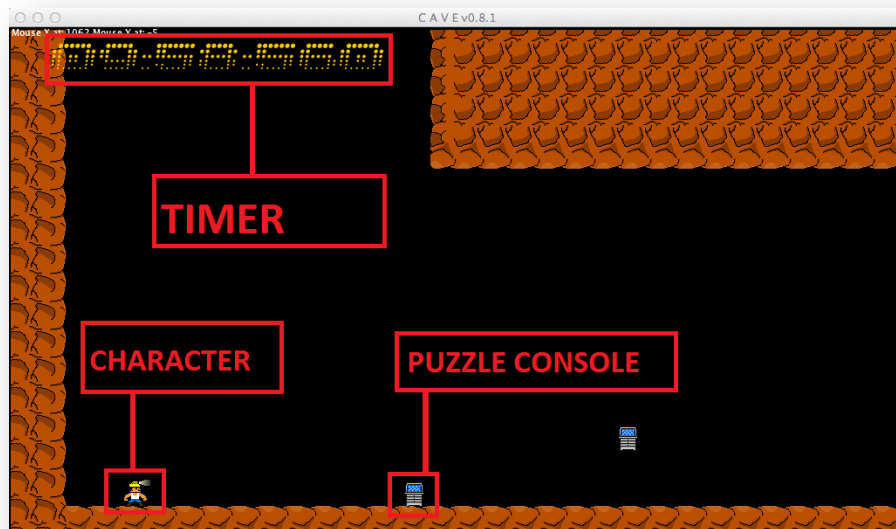 C A V E v0.8.1
Mouse X at: 1062 Mouse Y at: -5
TIMER
CHARACTER
PUZZLE CONSOLE